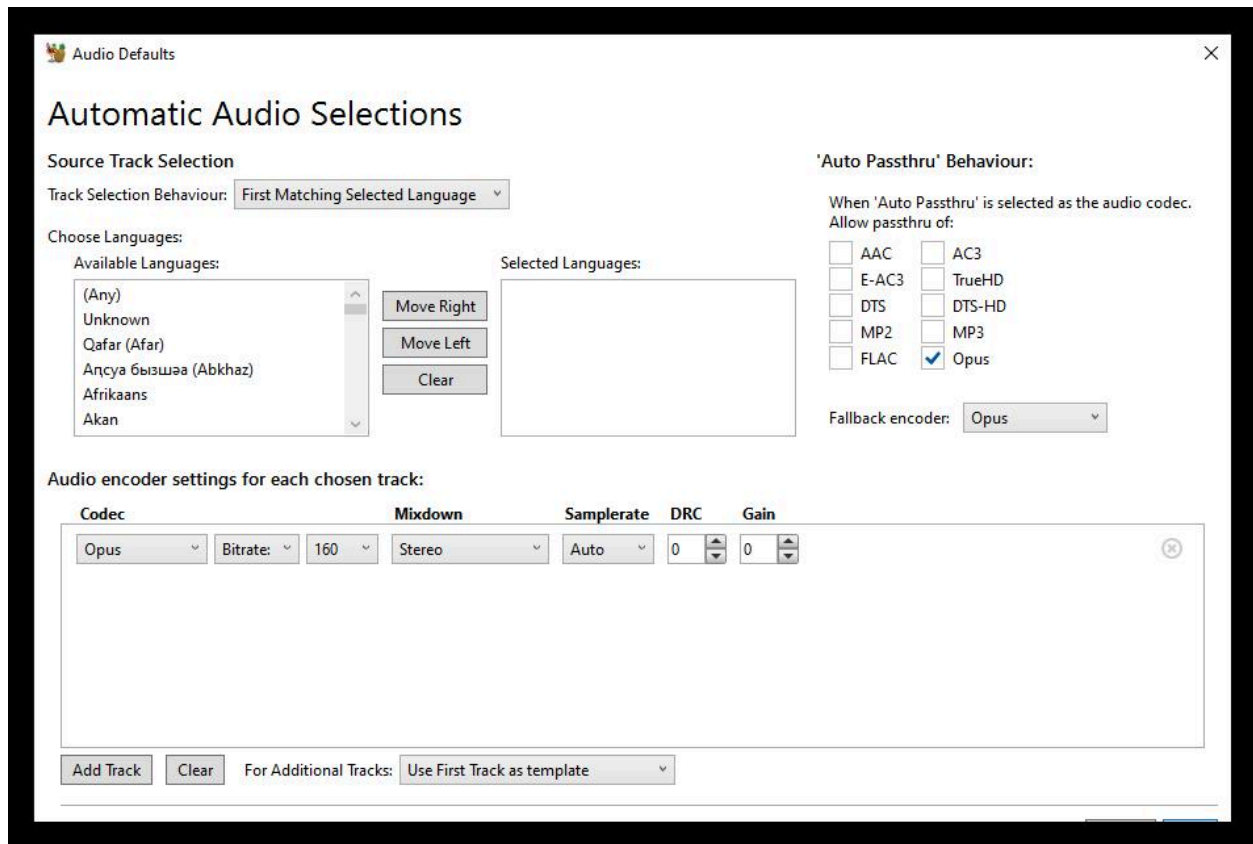 Audio Defaults
Automatic Audio Selections
Source Track Selection
Track Selection Behaviour: First Matching Selected Language
Choose Languages:
Available Languages:
(Any)
Unknown
Qafar (Afar)
Аҧсуа бызшәа (Abkhaz)
Afrikaans
Akan
Move Right
Move Left
Clear
Selected Languages:
'Auto Passthru' Behaviour:
When 'Auto Passthru' is selected as the audio codec.
Allow passthru of:
AAC AC3
E-AC3 TrueHD
DTS DTS-HD
MP2 MP3
FLAC Opus
Fallback encoder: Opus
Audio encoder settings for each chosen track:
Codec Mixdown Samplerate DRC Gain
Opus Bitrate: 160 Stereo Auto 0 0
Add Track Clear For Additional Tracks: Use First Track as template